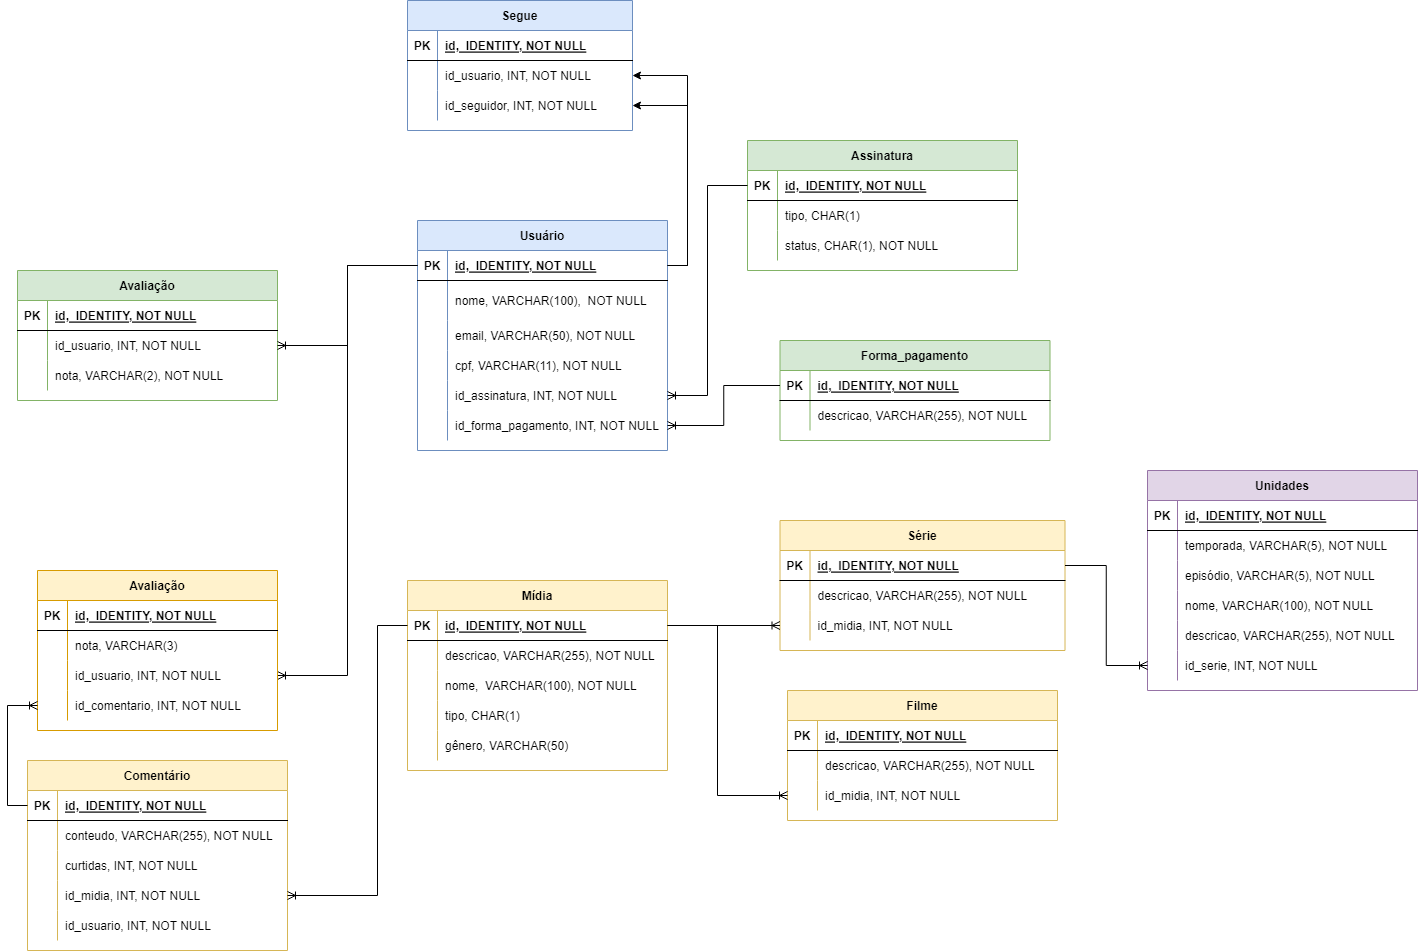 Segue
PK id, IDENTITY, NOT NULL
id_usuario, INT, NOT NULL
id_seguidor, INT, NOT NULL
Assinatura
PK id, IDENTITY, NOT NULL
tipo, CHAR(1)
status, CHAR(1), NOT NULL
Usuário
PK id, IDENTITY, NOT NULL
nome, VARCHAR(100), NOT NULL
email, VARCHAR(50), NOT NULL
cpf, VARCHAR(11), NOT NULL
id_assinatura, INT, NOT NULL
id_forma_pagamento, INT, NOT NULL
Avaliação
PK id, IDENTITY, NOT NULL
id_usuario, INT, NOT NULL
nota, VARCHAR(2), NOT NULL
Forma_pagamento
PK id, IDENTITY, NOT NULL
descricao, VARCHAR(255), NOT NULL
Unidades
PK id, IDENTITY, NOT NULL
temporada, VARCHAR(5), NOT NULL
episódio, VARCHAR(5), NOT NULL
nome, VARCHAR(100), NOT NULL
descricao, VARCHAR(255), NOT NULL
id_serie, INT, NOT NULL
Série
PK id, IDENTITY, NOT NULL
descricao, VARCHAR(255), NOT NULL
id_midia, INT, NOT NULL
Avaliação
PK id, IDENTITY, NOT NULL
nota, VARCHAR(3)
id_usuario, INT, NOT NULL
id_comentario, INT, NOT NULL
Mídia
PK id, IDENTITY, NOT NULL
descricao, VARCHAR(255), NOT NULL
nome, VARCHAR(100), NOT NULL
tipo, CHAR(1)
gênero, VARCHAR(50)
Filme
PK id, IDENTITY, NOT NULL
descricao, VARCHAR(255), NOT NULL
id_midia, INT, NOT NULL
Comentário
PK id, IDENTITY, NOT NULL
conteudo, VARCHAR(255), NOT NULL
curtidas, INT, NOT NULL
id_midia, INT, NOT NULL
id_usuario, INT, NOT NULL